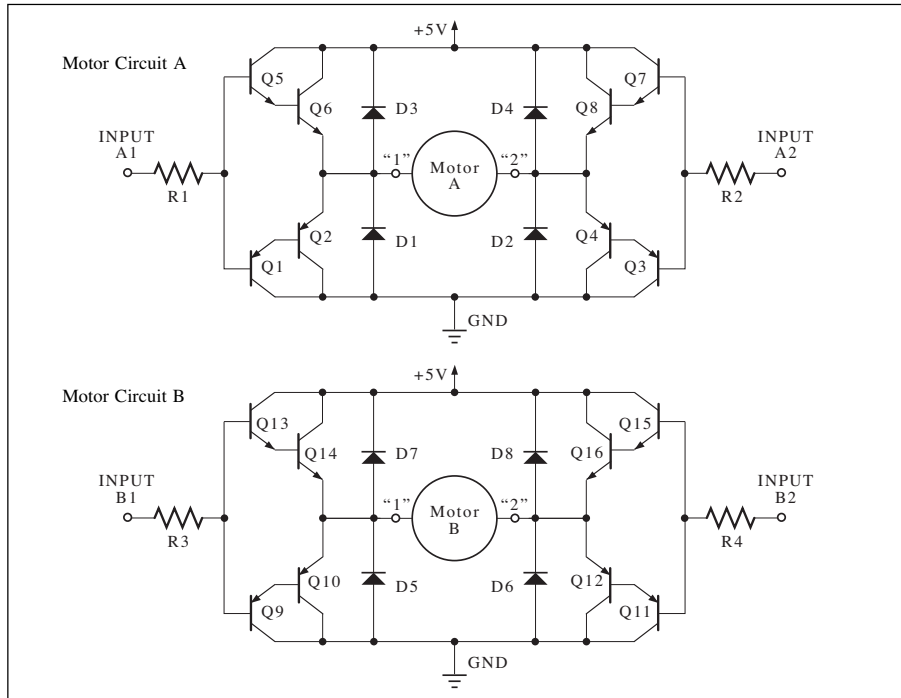 +5V
Motor Circuit A
Q5
Q7
Q6
D3
D4
Q8
INPUT
A1
"1"
Motor
A
"2"
INPUT
A2
R1
R2
Q2
D1
D2
Q4
Q1
Q3
GND
+5V
Motor Circuit B
Q13
Q15
Q14
D7
D8
Q16
INPUT
B1
"1"
Motor
B
"2"
INPUT
B2
R3
R4
Q10
D5
D6
Q12
Q9
Q11
GND